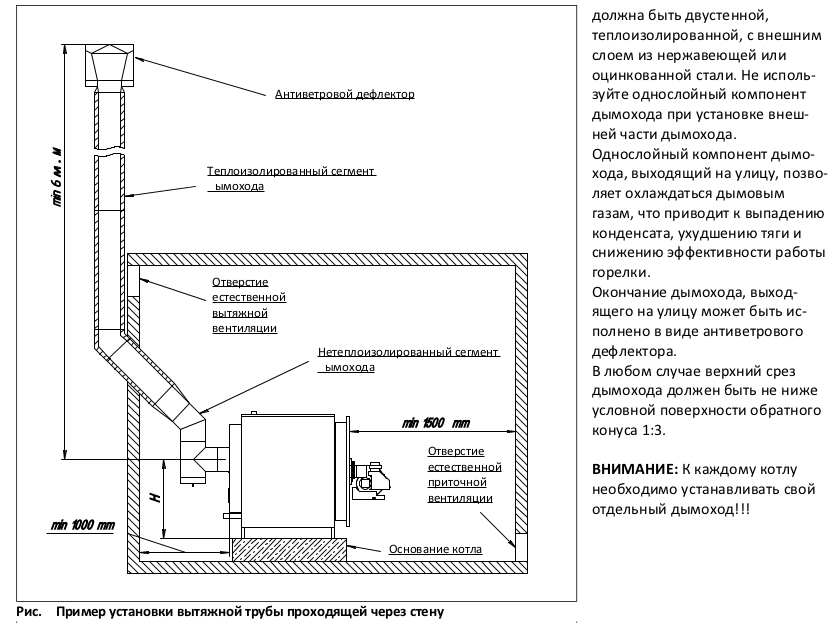 Антиветровой дефлектор
min 6 м.м
Теплоизолированный сегмент
ымохода
Отверстие
естественной
вытяжной
вентиляции
Нетеплоизолированный сегмент
ымохода
min 1500 mm
Отверстие
естественной
приточной
вентиляции
H
min 1000 mm
Основание котла
Рис. Пример установки вытяжной трубы проходящей через стену
должна быть двустенной,
теплоизолированной, с внешним
слоем из нержавеющей или
оцинкованной стали. Не исполь-
зуйте однослойный компонент
дымохода при установке внеш-
ней части дымохода.
Однослойный компонент дымо-
хода, выходящий на улицу, позво-
ляет охлаждаться дымовым
газам, что приводит к выпадению
конденсата, ухудшению тяги и
снижению эффективности работы
горелки.
Окончание дымохода, выход-
ящего на улицу может быть ис-
полнено в виде антиветрового
дефлектора.
В любом случае верхний срез
дымохода должен быть не ниже
условной поверхности обратного
конуса 1:3.
ВНИМАНИЕ: К каждому котлу
необходимо устанавливать свой
отдельный дымоход!!!